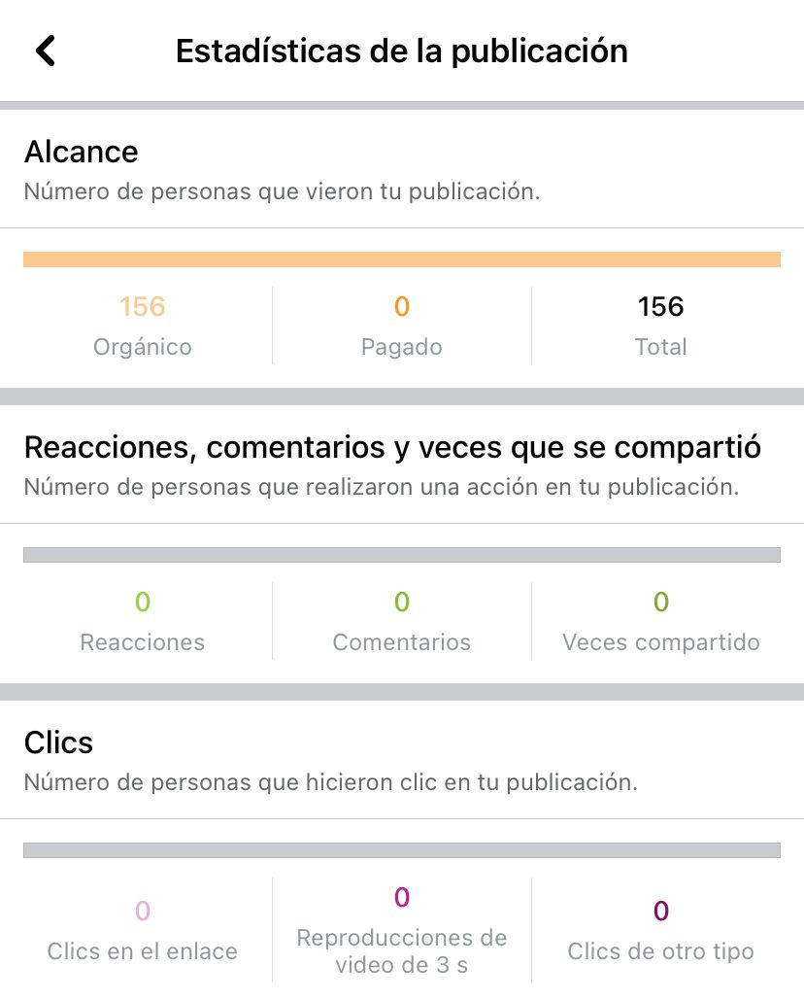 Estadísticas de la publicación
Alcance
Número de personas que vieron tu publicación.
156
Orgánico
0
Pagado
156
Total
Reacciones, comentarios y veces que se compartió
Número de personas que realizaron una acción en tu publicación.
0
Reacciones
0
Comentarios
0
Veces compartido
Clics
Número de personas que hicieron clic en tu publicación.
0
Clics en el enlace
0
Reproducciones de
video de 3 s
0
Clics de otro tipo